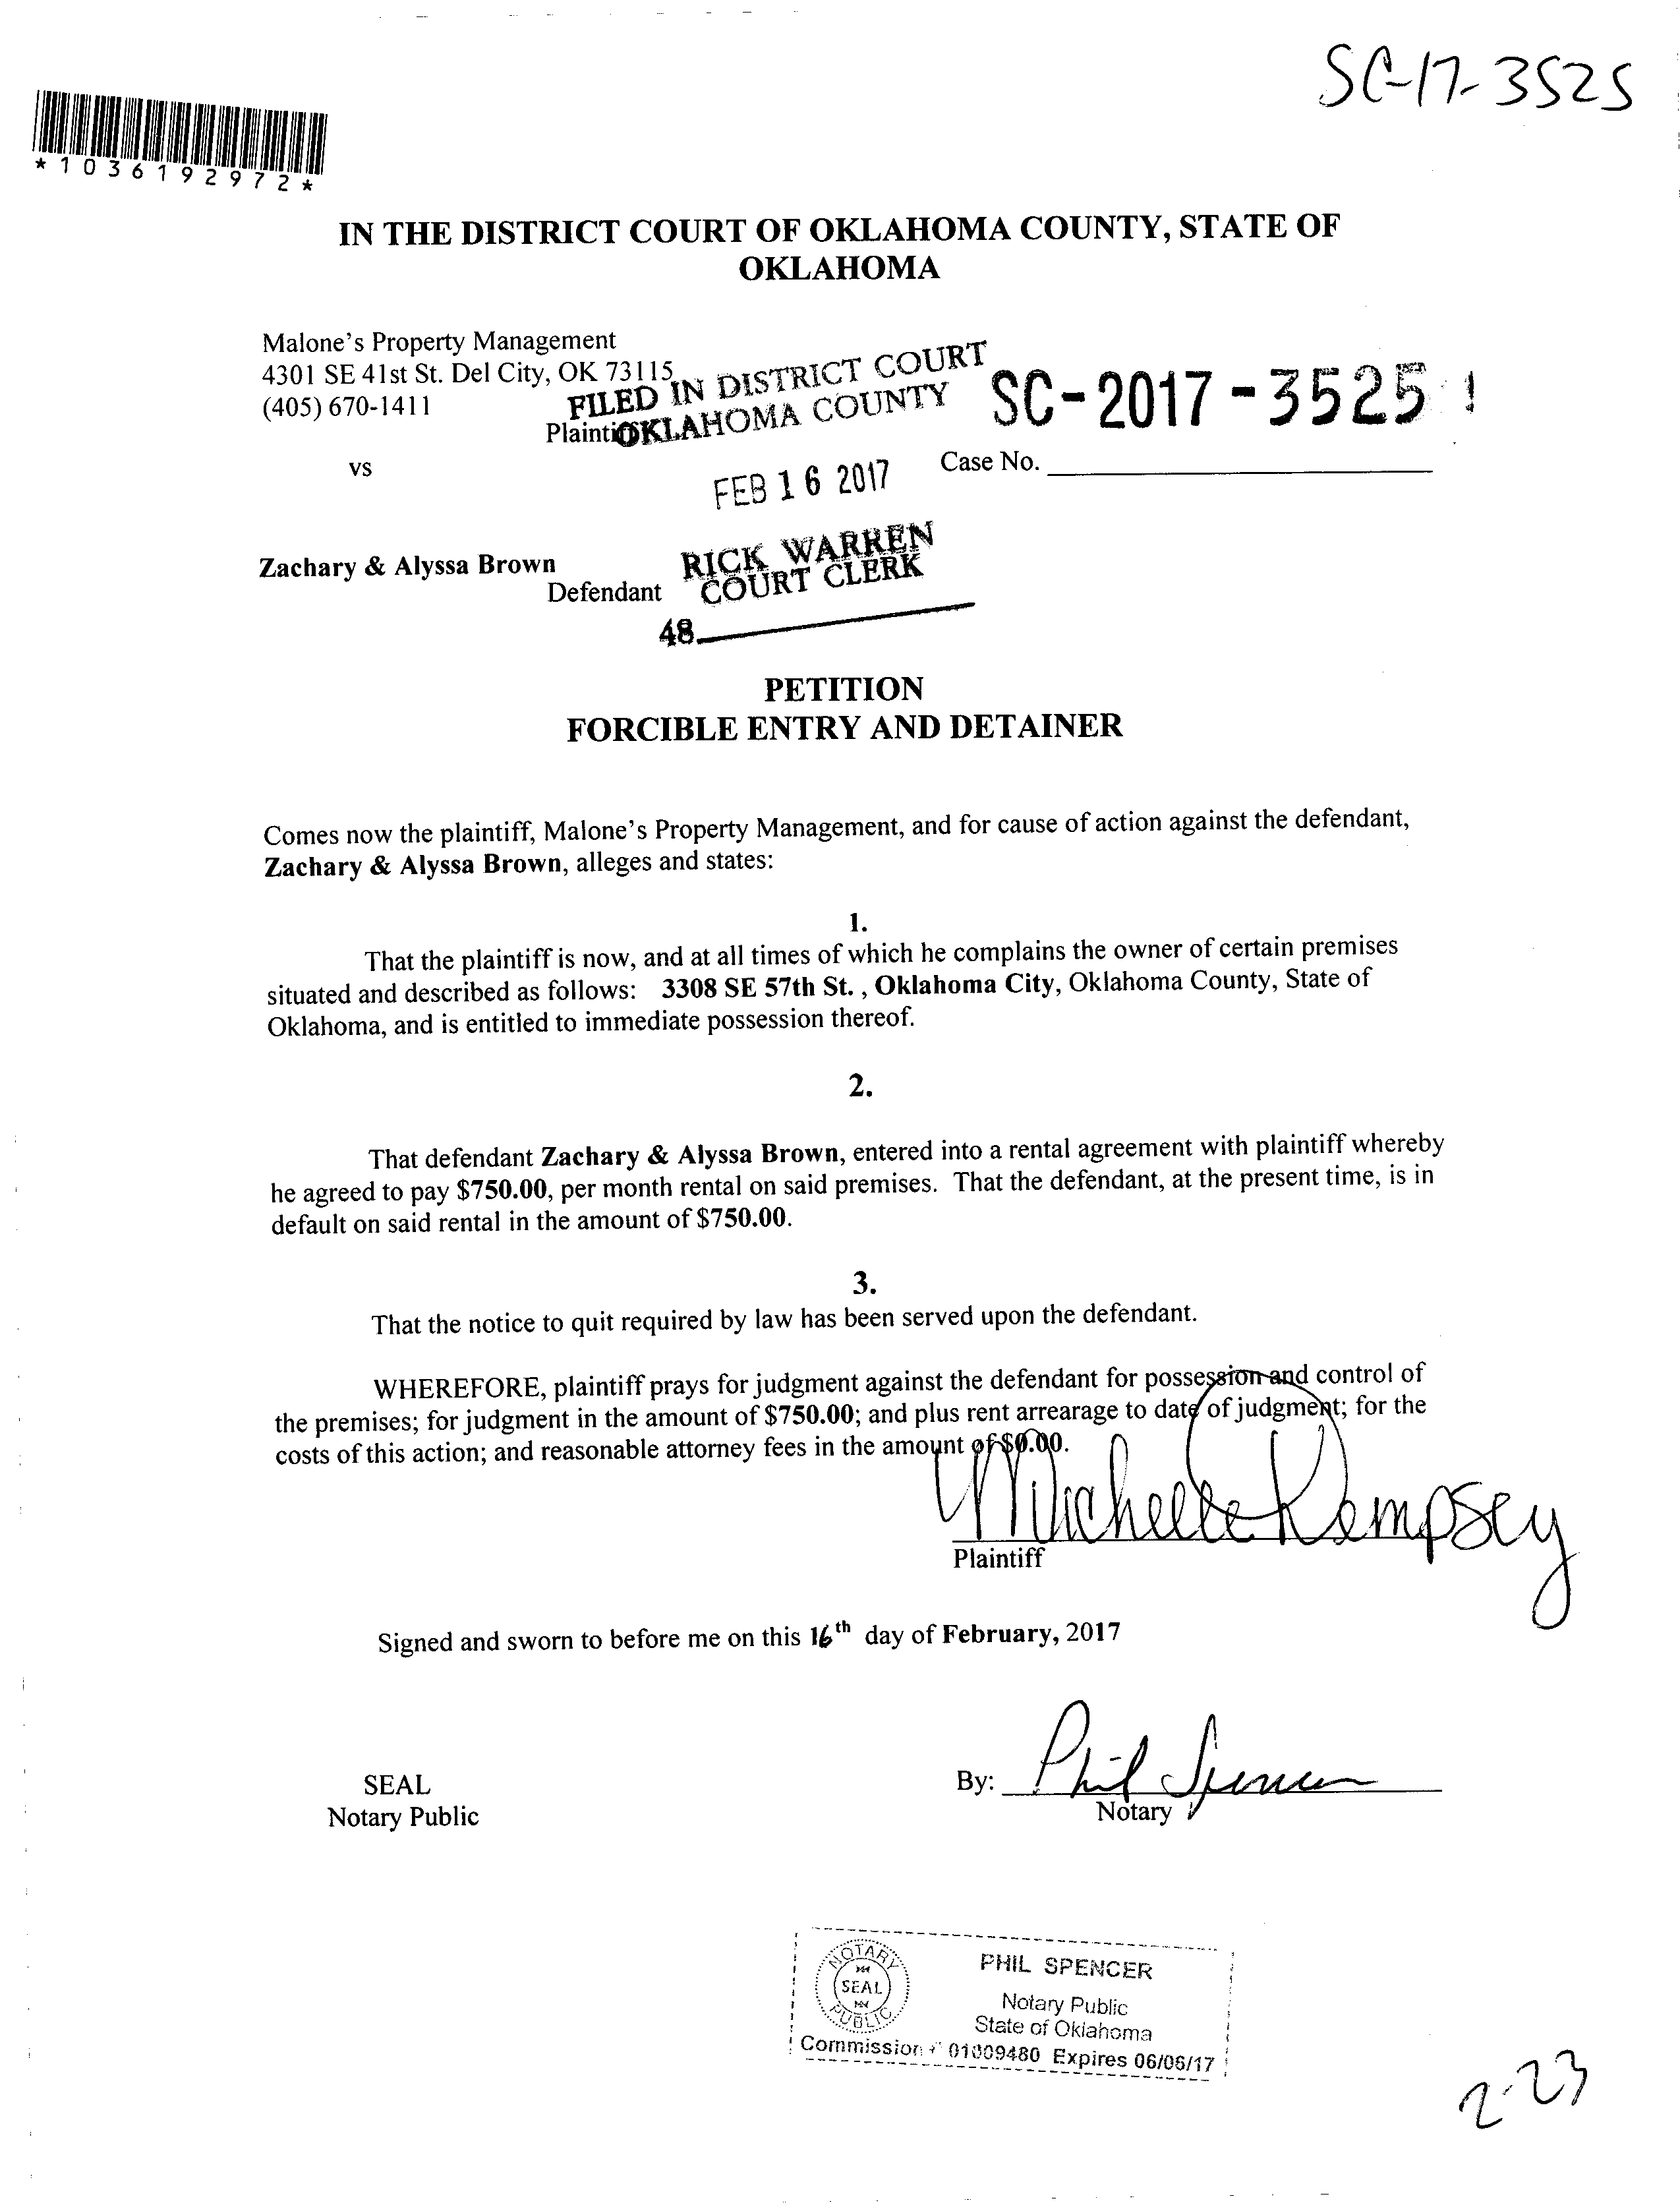 SC-17-3525
*1036192972*
IN THE DISTRICT COURT OF OKLAHOMA COUNTY, STATE OF
OKLAHOMA
Malone's Property Management
4301 SE 41st St. Del City, OK 73115
(405) 670-1411
Plainti
FILED IN DISTRICT COURT
OKLAHOMA COUNTY
SC-2017-3525
vs
Case No.
FEB 16 2017
Zachary & Alyssa Brown
Defendant
RICK WARREN
COURT CLERK
48
PETITION
FORCIBLE ENTRY AND DETAINER
Comes now the plaintiff, Malone's Property Management, and for cause of action against the defendant,
Zachary & Alyssa Brown, alleges and states:
1.
That the plaintiff is now, and at all times of which he complains the owner of certain premises
situated and described as follows: 3308 SE 57th St. , Oklahoma City, Oklahoma County, State of
Oklahoma, and is entitled to immediate possession thereof.
2.
That defendant Zachary & Alyssa Brown, entered into a rental agreement with plaintiff whereby
he agreed to pay $750.00, per month rental on said premises. That the defendant, at the present time, is in
default on said rental in the amount of $750.00.
3.
That the notice to quit required by law has been served upon the defendant.
WHEREFORE, plaintiff prays for judgment against the defendant for possession and control of
the premises; for judgment in the amount of $750.00; and plus rent arrearage to date of judgment; for the
costs of this action; and reasonable attorney fees in the amount of $0.00.
Michelle Dempsey
Plaintiff
Signed and sworn to before me on this 16th day of February, 2017
SEAL
Notary Public
By: Phil Spencer
Notary
NOTARY
SEAL
PUBLIC
PHIL SPENCER
Notary Public
State of Oklahoma
Commission # 01009480 Expires 06/06/17
2-23